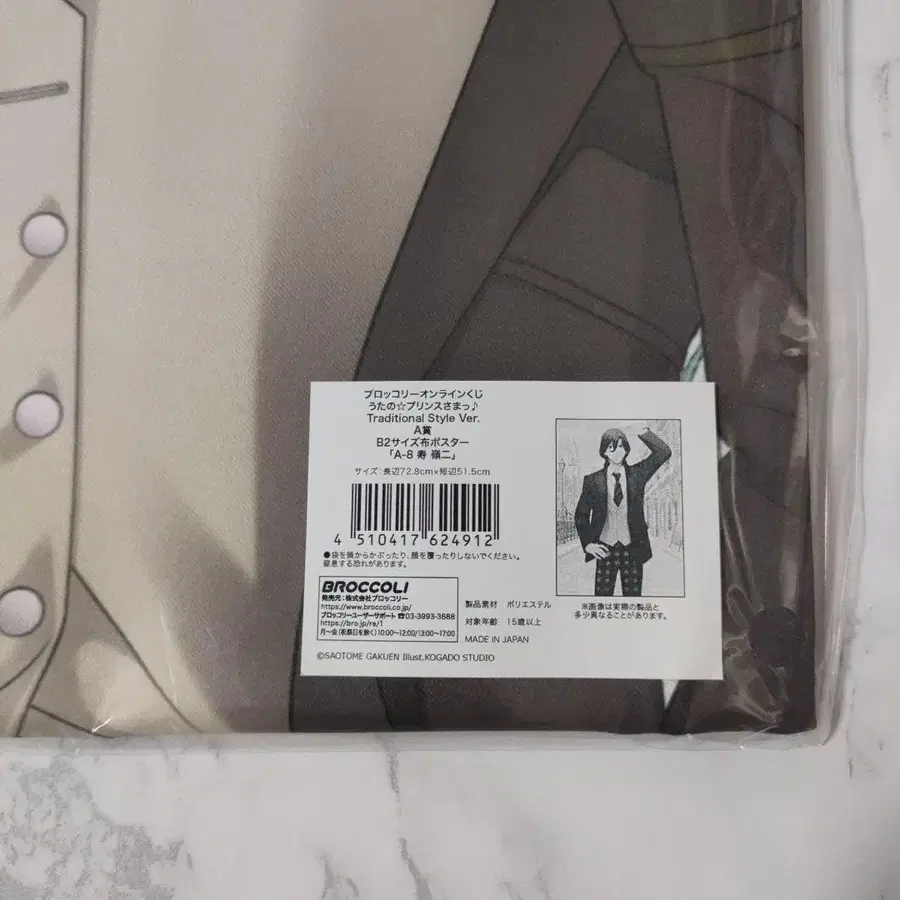 ブロッコリーオンラインくじ
うたの☆プリンスさまっ♪
Traditional Style Ver.
A賞
B2サイズ布ポスター
「A-8 寿 嶺二」
サイズ：長辺72.8cm×短辺51.5cm
4 510417 624912
●袋を頭からかぶったり、顔を覆ったりしないでください。
窒息する恐れがあります。
BROCCOLI
発売元：株式会社ブロッコリー
https://www.broccoli.co.jp/
ブロッコリーユーザーサポート ☎03-3993-3688
https://bro.jp/re/1
月～金(祝祭日を除く)10:00～12:00/13:00～17:00
©SAOTOME GAKUEN Illust.KOGADO STUDIO
製品素材 ポリエステル
対象年齢 15歳以上
MADE IN JAPAN
※画像は実際の製品と
多少異なることがあります。